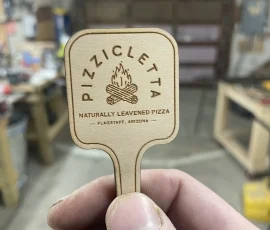 PIZZICLETTA
NATURALLY LEAVENED PIZZA
— FLAGSTAFF, ARIZONA —